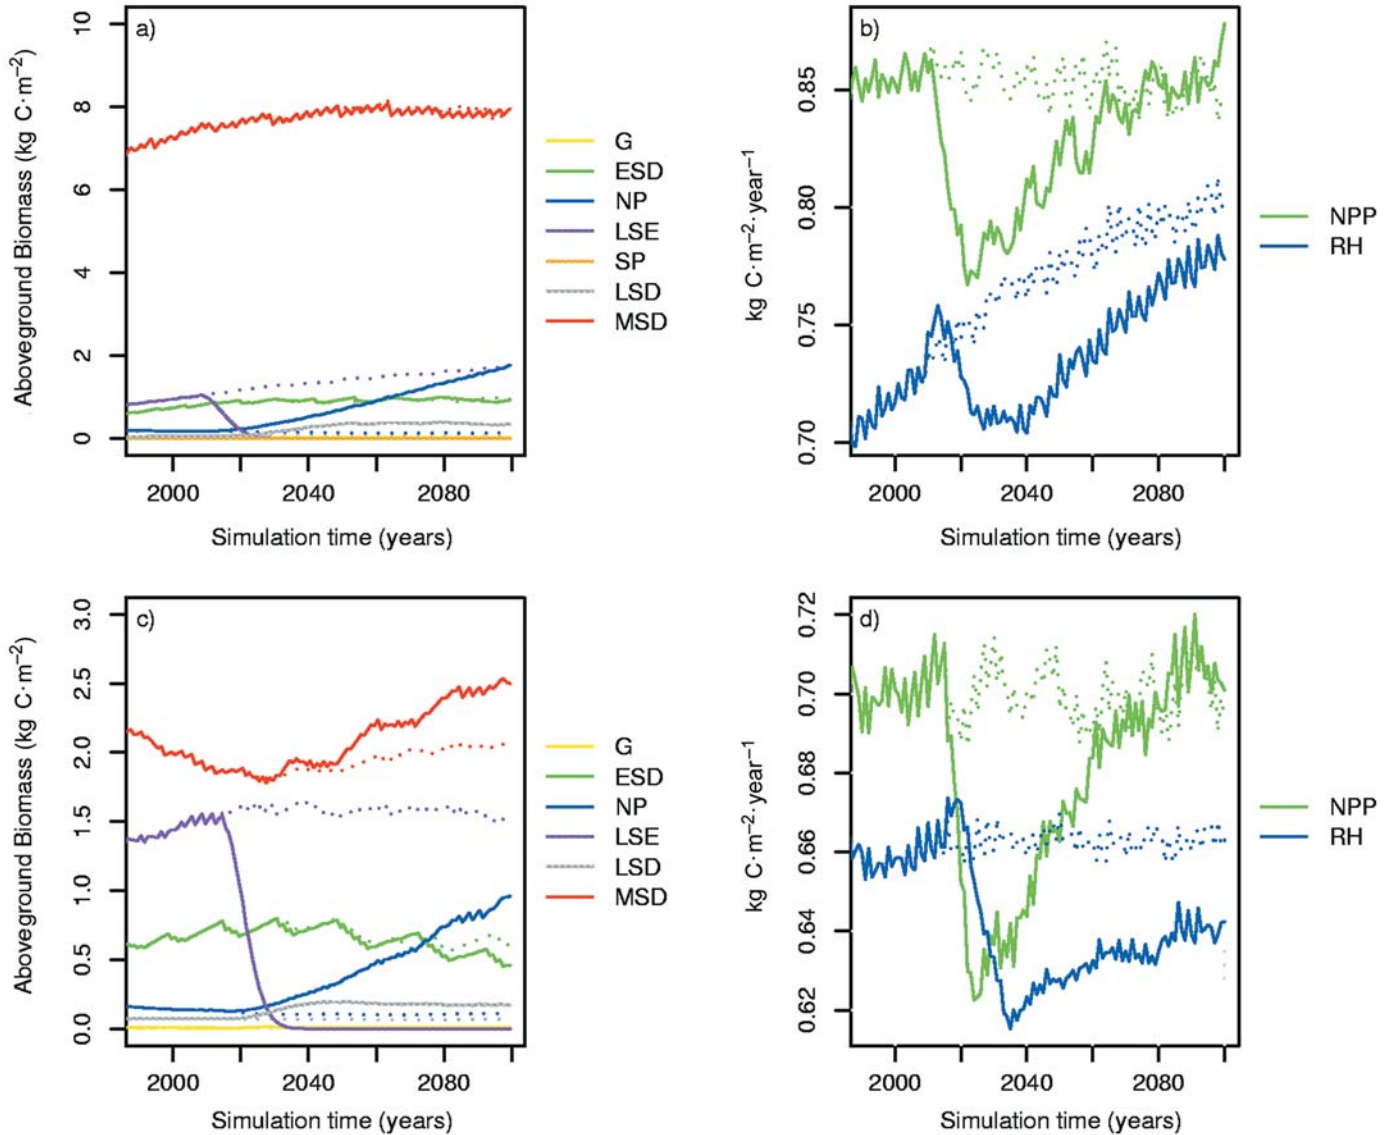 a)
Aboveground Biomass (kg C·m⁻²)
10
8
6
4
2
0
2000 2040 2080
Simulation time (years)
G
ESD
NP
LSE
SP
LSD
MSD
b)
kg C·m⁻²·year⁻¹
0.85
0.80
0.75
0.70
2000 2040 2080
Simulation time (years)
NPP
RH
c)
Aboveground Biomass (kg C·m⁻²)
3.0
2.5
2.0
1.5
1.0
0.5
0.0
2000 2040 2080
Simulation time (years)
G
ESD
NP
LSE
LSD
MSD
d)
kg C·m⁻²·year⁻¹
0.72
0.70
0.68
0.66
0.64
0.62
2000 2040 2080
Simulation time (years)
NPP
RH